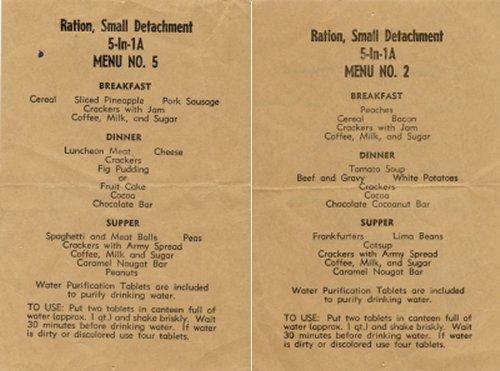 Ration, Small Detachment
5-In-1A
MENU NO. 5
BREAKFAST
Cereal Sliced Pineapple Pork Sausage
Crackers with Jam
Coffee, Milk, and Sugar
DINNER
Luncheon Meat Cheese
Crackers
Fig Pudding
or
Fruit Cake
Cocoa
Chocolate Bar
SUPPER
Spaghetti and Meat Balls Peas
Crackers with Army Spread
Coffee, Milk, and Sugar
Caramel Nougat Bar
Peanuts
Water Purification Tablets are included
to purify drinking water.
TO USE: Put two tablets in canteen full of
water (approx. 1 qt.) and shake briskly. Wait
30 minutes before drinking water. If water
is dirty or discolored use four tablets.
Ration, Small Detachment
5-In-1A
MENU NO. 2
BREAKFAST
Peaches
Cereal Bacon
Crackers with Jam
Coffee, Milk, and Sugar
DINNER
Tomato Soup
Beef and Gravy White Potatoes
Crackers
Cocoa
Chocolate Cocoanut Bar
SUPPER
Frankfurters Lima Beans
Catsup
Crackers with Army Spread
Coffee, Milk, and Sugar
Caramel Nougat Bar
Water Purification Tablets are included
to purify drinking water.
TO USE: Put two tablets in canteen full of
water (approx. 1 qt.) and shake briskly. Wait
30 minutes before drinking water. If water
is dirty or discolored use four tablets.